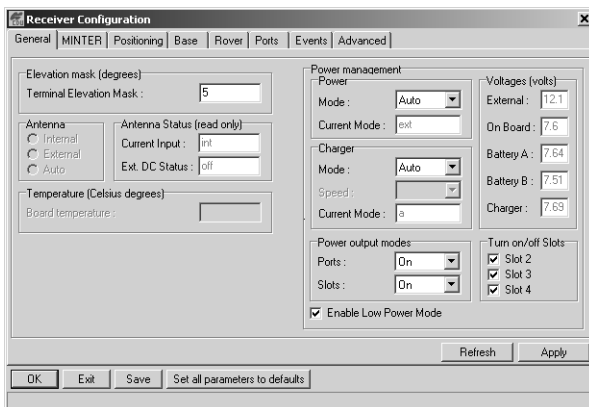 Receiver Configuration
General MINTER Positioning Base Rover Ports Events Advanced
Elevation mask (degrees)
Terminal Elevation Mask : 5
Antenna
Internal
External
Auto
Antenna Status (read only)
Current Input : int
Ext. DC Status : off
Temperature (Celsius degrees)
Board temperature :
Power management
Power
Mode : Auto
Current Mode : ext
Charger
Mode : Auto
Speed :
Current Mode : a
Power output modes
Ports : On
Slots : On
Enable Low Power Mode
Voltages (volts)
External : 12.1
On Board : 7.6
Battery A : 7.64
Battery B : 7.51
Charger : 7.69
Turn on/off Slots
Slot 2
Slot 3
Slot 4
Refresh Apply
OK Exit Save Set all parameters to defaults